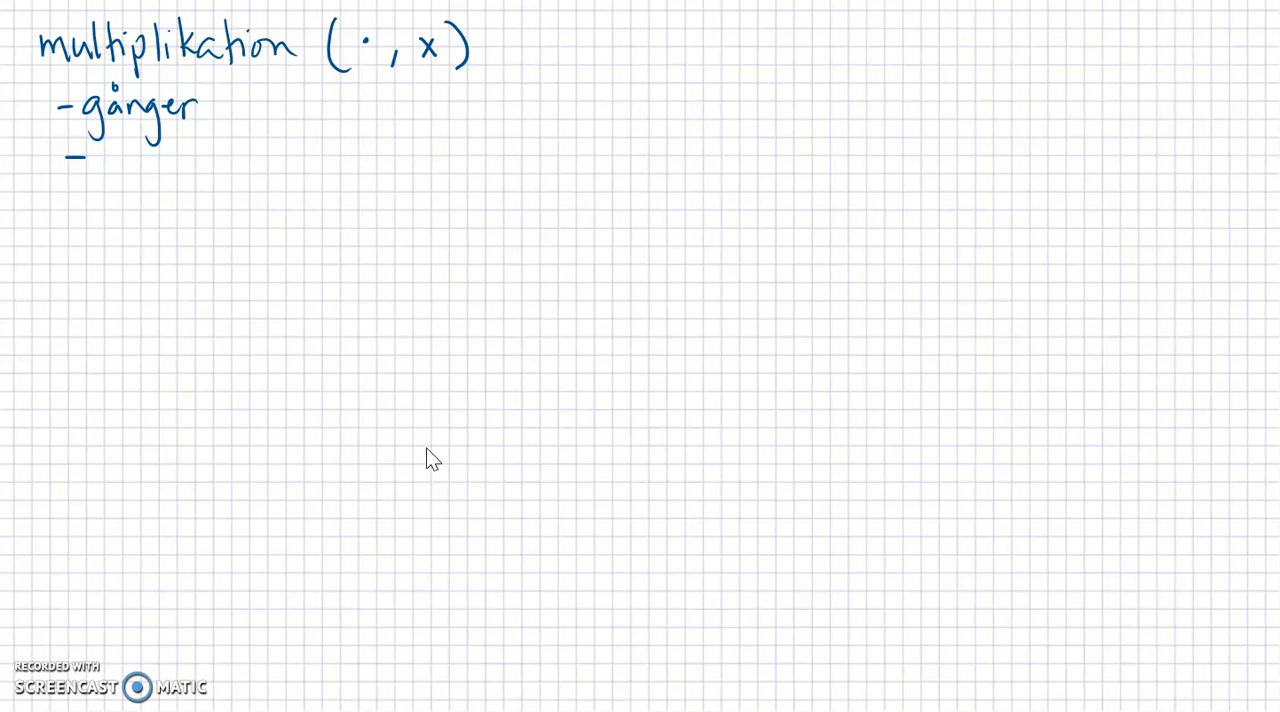 multiplikation (·, x)
- gånger
-
RECORDED WITH
SCREENCAST MATIC